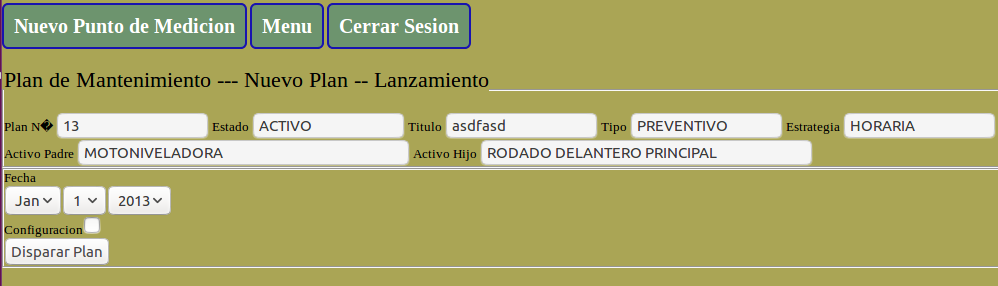 Nuevo Punto de Medicion Menu Cerrar Sesion
Plan de Mantenimiento --- Nuevo Plan -- Lanzamiento
Plan N� 13 Estado ACTIVO Titulo asdfasd Tipo PREVENTIVO Estrategia HORARIA
Activo Padre MOTONIVELADORA Activo Hijo RODADO DELANTERO PRINCIPAL
Fecha
Jan 1 2013
Configuracion
Disparar Plan